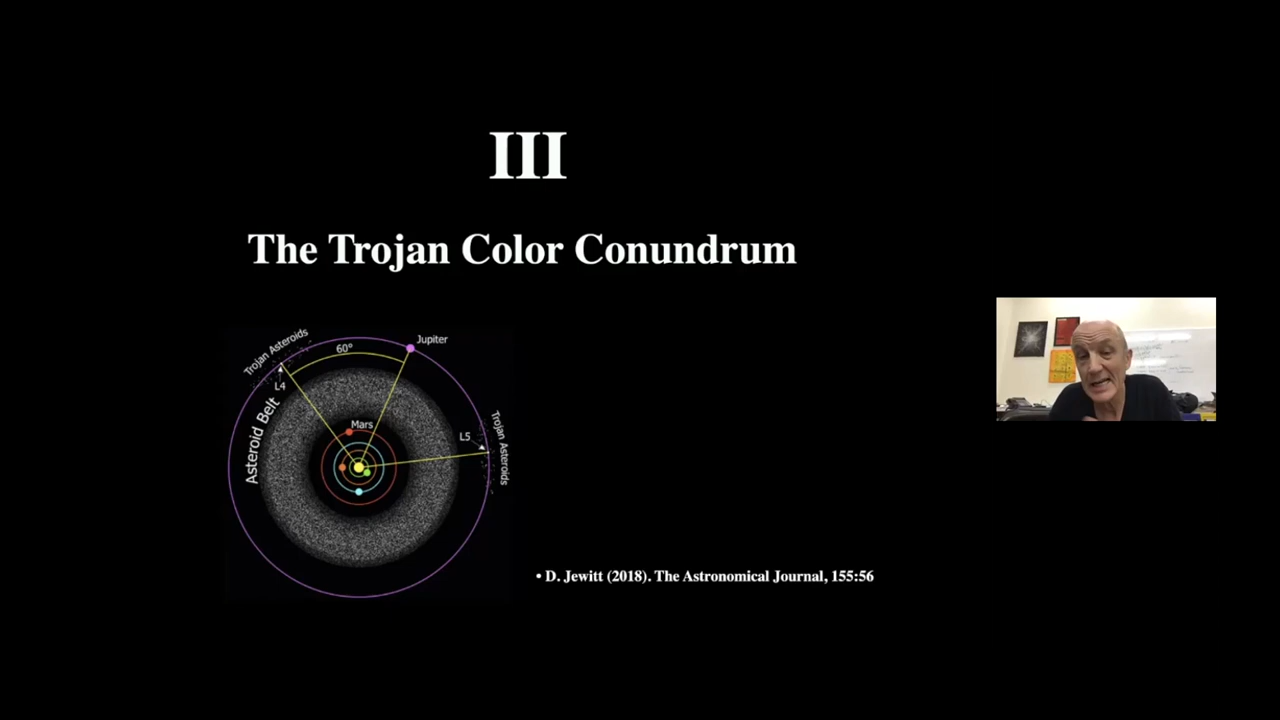 III
The Trojan Color Conundrum
Trojan Asteroids
60°
Jupiter
L4
Asteroid Belt
Mars
L5
Trojan Asteroids
• D. Jewitt (2018). The Astronomical Journal, 155:56